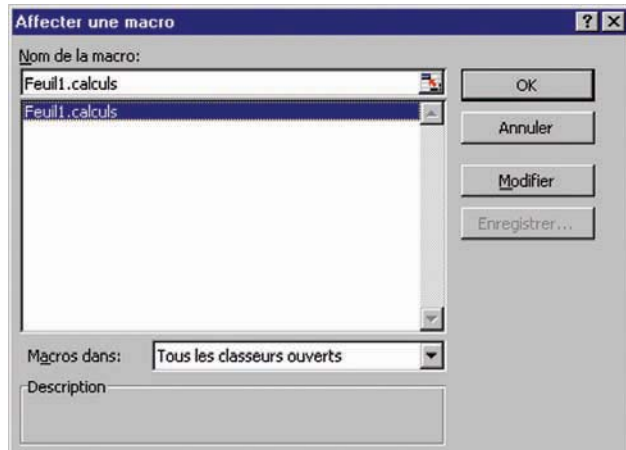 Affecter une macro
Nom de la macro:
Feuil1.calculs
Feuil1.calculs
OK
Annuler
Modifier
Enregistrer...
Macros dans:
Tous les classeurs ouverts
Description